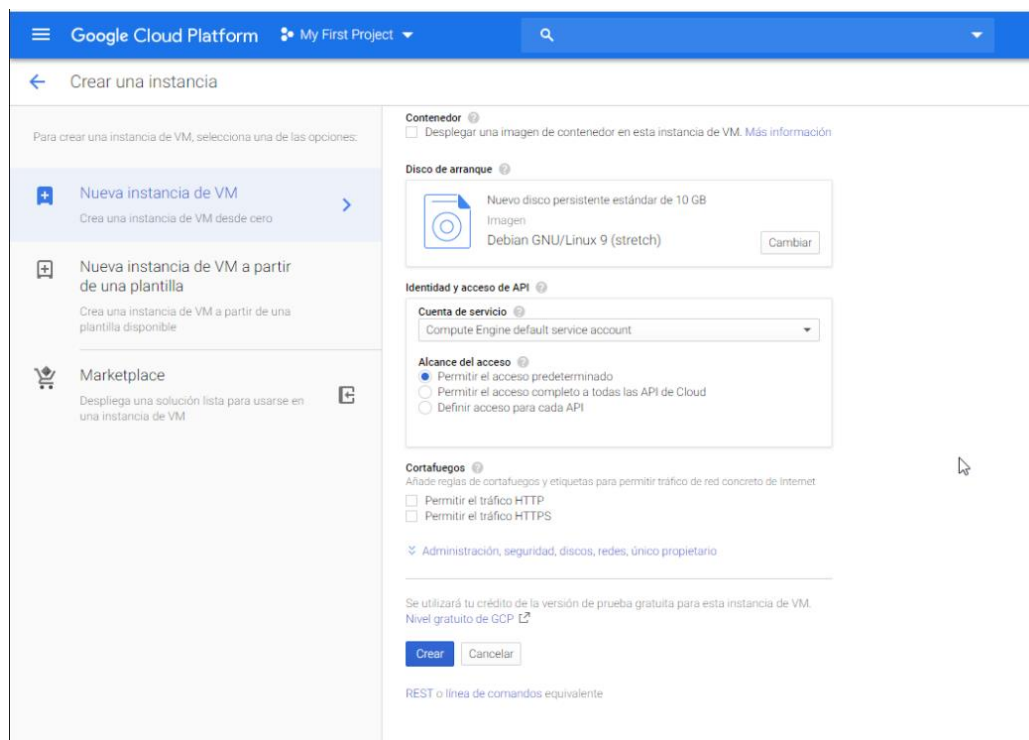 Google Cloud Platform
My First Project
Crear una instancia
Para crear una instancia de VM, selecciona una de las opciones:
Nueva instancia de VM
Crea una instancia de VM desde cero
Nueva instancia de VM a partir
de una plantilla
Crea una instancia de VM a partir de una
plantilla disponible
Marketplace
Despliega una solución lista para usarse en
una instancia de VM
Contenedor ?
Desplegar una imagen de contenedor en esta instancia de VM. Más información
Disco de arranque ?
Nuevo disco persistente estándar de 10 GB
Imagen
Debian GNU/Linux 9 (stretch)
Cambiar
Identidad y acceso de API ?
Cuenta de servicio ?
Compute Engine default service account
Alcance del acceso ?
Permitir el acceso predeterminado
Permitir el acceso completo a todas las API de Cloud
Definir acceso para cada API
Cortafuegos ?
Añade reglas de cortafuegos y etiquetas para permitir tráfico de red concreto de Internet
Permitir el tráfico HTTP
Permitir el tráfico HTTPS
Administración, seguridad, discos, redes, único propietario
Se utilizará tu crédito de la versión de prueba gratuita para esta instancia de VM.
Nivel gratuito de GCP
Crear
Cancelar
REST o línea de comandos equivalente